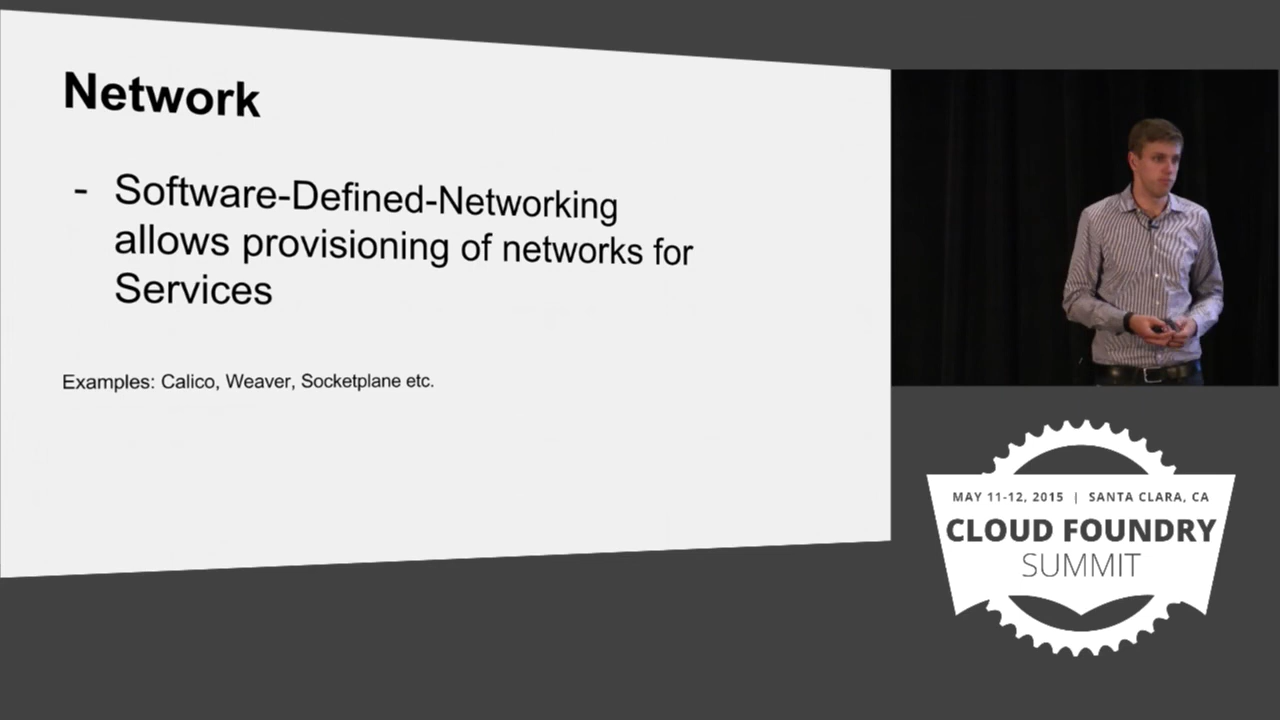 Network
- Software-Defined-Networking
allows provisioning of networks for
Services
Examples: Calico, Weaver, Socketplane etc.
MAY 11-12, 2015 | SANTA CLARA, CA
CLOUD FOUNDRY
SUMMIT